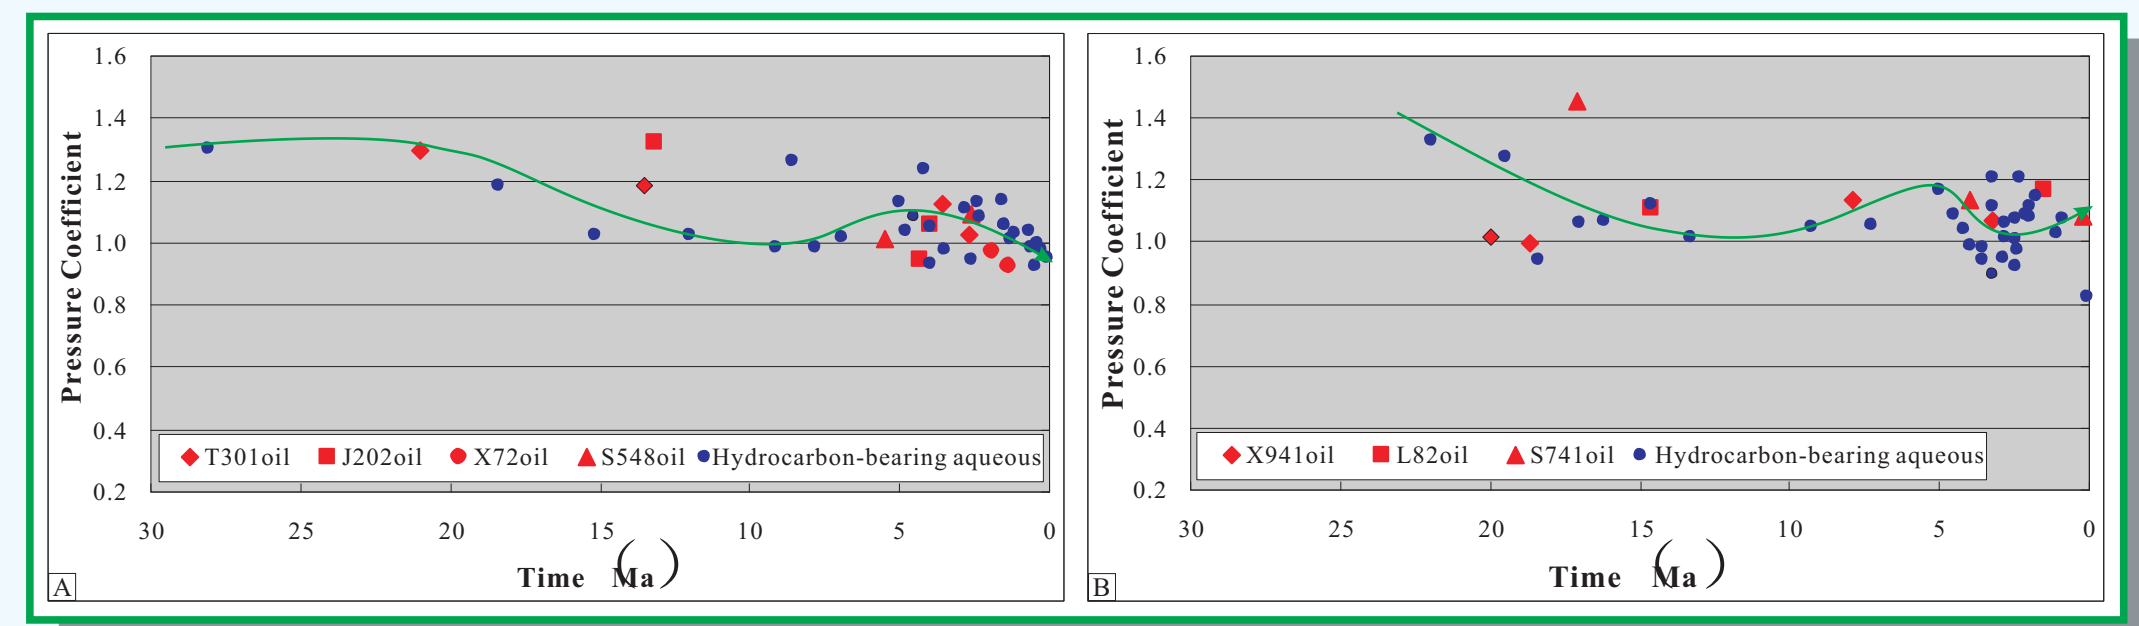 1.6
1.4
1.2
1.0
0.8
0.6
0.4
0.2
Pressure Coefficient
T301oil J202oil X72oil S548oil Hydrocarbon-bearing aqueous
30 25 20 15 10 5 0
Time (Ma)
A
1.6
1.4
1.2
1.0
0.8
0.6
0.4
0.2
Pressure Coefficient
X941oil L82oil S741oil Hydrocarbon-bearing aqueous
30 25 20 15 10 5 0
Time (Ma)
B